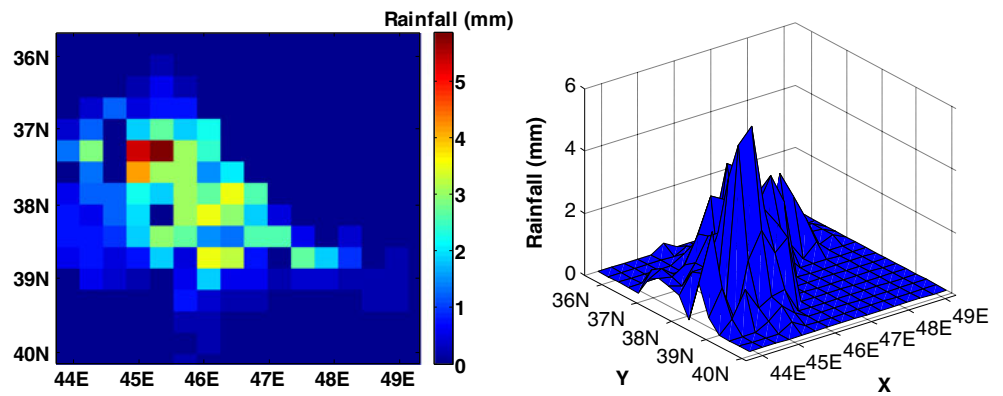 Rainfall (mm)
36N
37N
38N
39N
40N
44E 45E 46E 47E 48E 49E
5
4
3
2
1
0
Rainfall (mm)
6
4
2
0
36N
37N
38N
39N
40N
Y
44E
45E
46E
47E
48E
49E
X